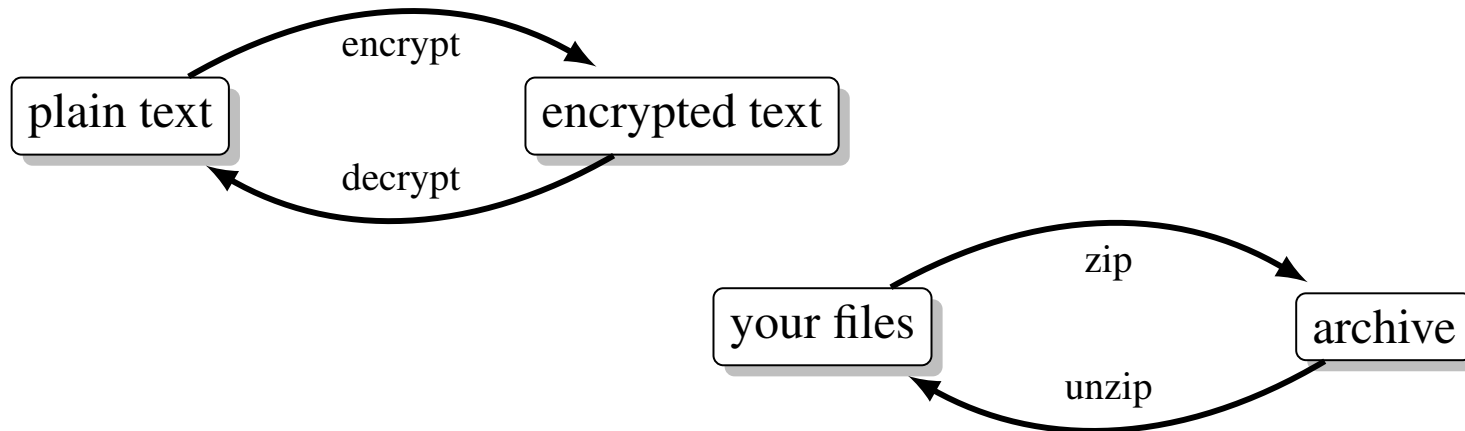 encrypt
plain text
encrypted text
decrypt
zip
your files
archive
unzip